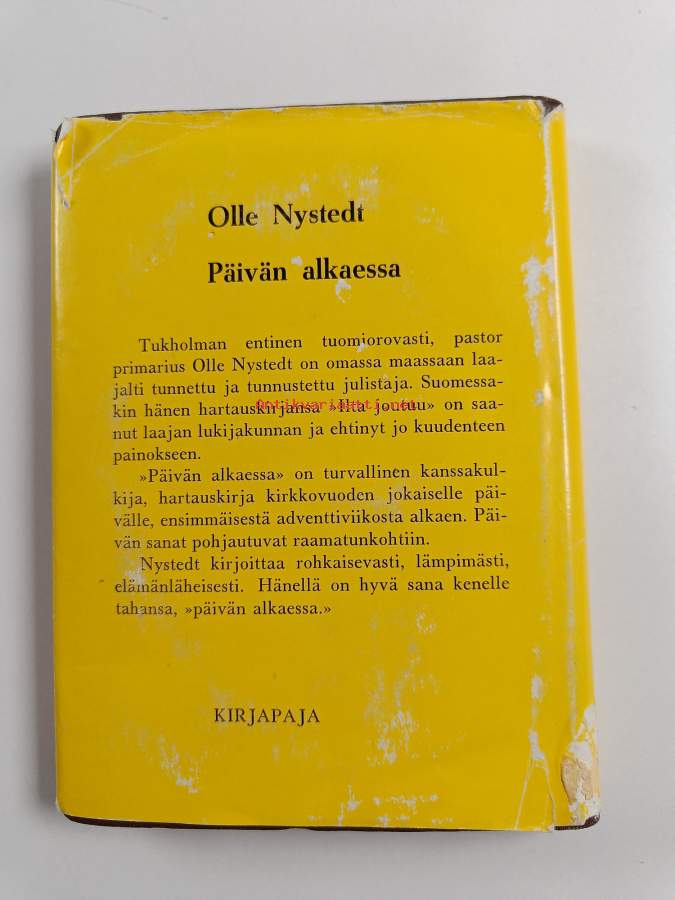 Olle Nystedt
Päivän alkaessa
Tukholman entinen tuomiorovasti, pastor
primarius Olle Nystedt on omassa maassaan laa-
jalti tunnettu ja tunnustettu julistaja. Suomessa-
kin hänen hartauskirjansa »Ilta joutuu» on saa-
Antikvariaatti.net
nut laajan lukijakunnan ja ehtinyt jo kuudenteen
painokseen.
»Päivän alkaessa» on turvallinen kanssakul-
kija, hartauskirja kirkkovuoden jokaiselle päi-
välle, ensimmäisestä adventtiviikosta alkaen. Päi-
vän sanat pohjautuvat raamatunkohtiin.
Nystedt kirjoittaa rohkaisevasti, lämpimästi,
elämänläheisesti. Hänellä on hyvä sana kenelle
tahansa, »päivän alkaessa.»
KIRJAPAJA